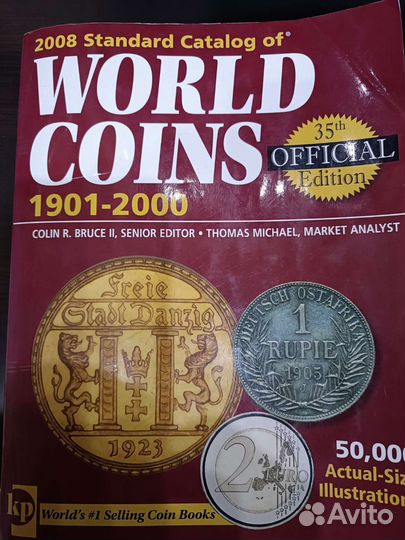 2008 Standard Catalog of®
WORLD
COINS
35th
OFFICIAL
Edition
1901-2000
COLIN R. BRUCE II, SENIOR EDITOR • THOMAS MICHAEL, MARKET ANALYST
Freie
Stadt Danzig
1923
DEUTSCH OSTAFRIKA
1
RUPIE
1905
2 EURO
50,000
Actual-Siz
Illustration
kp
World's #1 Selling Coin Books
Avito